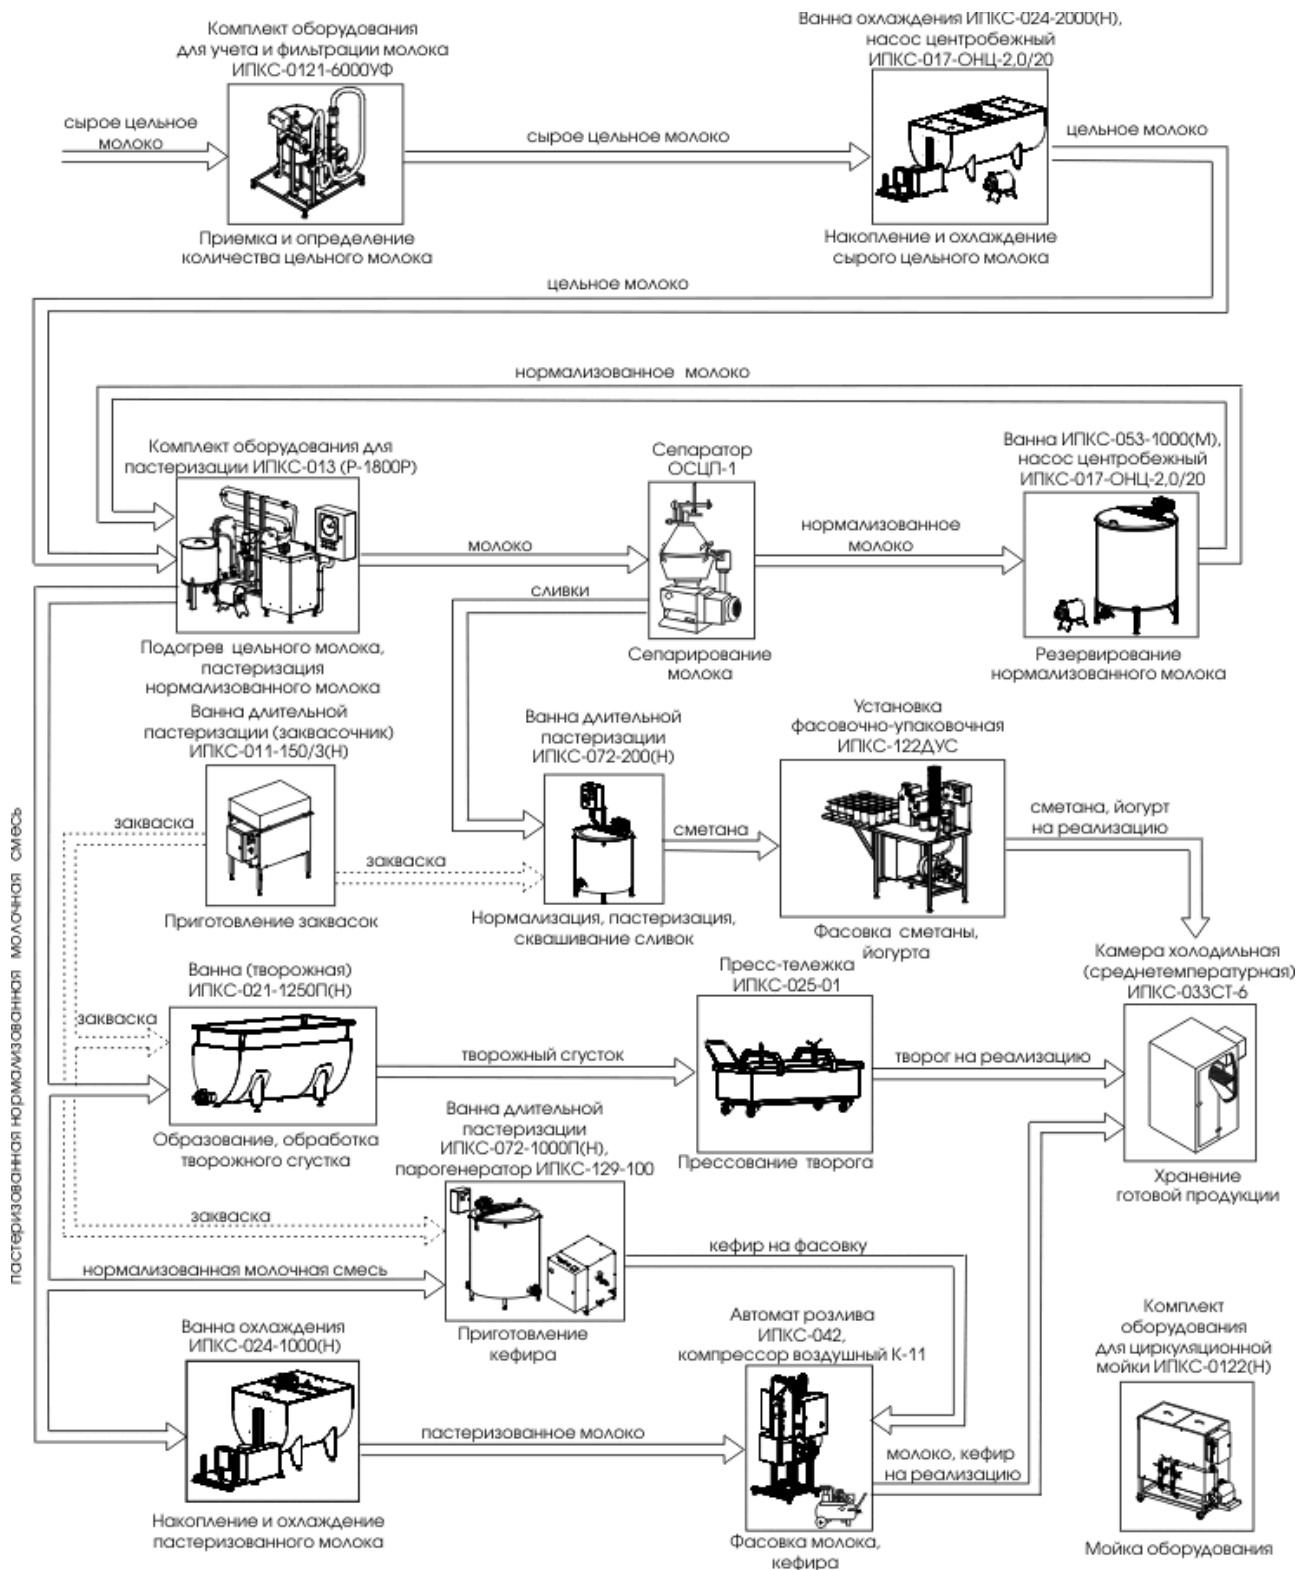 Комплект оборудования
для учета и фильтрации молока
ИПКС-0121-6000УФ
Ванна охлаждения ИПКС-024-2000(Н),
насос центробежный
ИПКС-017-ОНЦ-2,0/20
сырое цельное
молоко
сырое цельное молоко
цельное молоко
Приемка и определение
количества цельного молока
Накопление и охлаждение
сырого цельного молока
цельное молоко
нормализованное молоко
Комплект оборудования для
пастеризации ИПКС-013 (Р-1800Р)
Сепаратор
ОСЦП-1
Ванна ИПКС-053-1000(М),
насос центробежный
ИПКС-017-ОНЦ-2,0/20
молоко
нормализованное
молоко
сливки
Подогрев цельного молока,
пастеризация
нормализованного молока
Сепарирование
молока
Резервирование
нормализованного молока
Ванна длительной
пастеризации (заквасочник)
ИПКС-011-150/3(Н)
Ванна длительной
пастеризации
ИПКС-072-200(Н)
Установка
фасовочно-упаковочная
ИПКС-122ДУС
закваска
закваска
сметана
сметана, йогурт
на реализацию
Приготовление заквасок
Нормализация, пастеризация,
сквашивание сливок
Фасовка сметаны,
йогурта
пастеризованная нормализованная молочная смесь
Ванна (творожная)
ИПКС-021-1250П(Н)
Пресс-тележка
ИПКС-025-01
Камера холодильная
(среднетемпературная)
ИПКС-033СТ-6
закваска
творожный сгусток
творог на реализацию
Образование, обработка
творожного сгустка
Прессование творога
Хранение
готовой продукции
Ванна длительной
пастеризации
ИПКС-072-1000П(Н),
парогенератор ИПКС-129-100
закваска
кефир на фасовку
нормализованная молочная смесь
Приготовление
кефира
Ванна охлаждения
ИПКС-024-1000(Н)
Автомат розлива
ИПКС-042,
компрессор воздушный К-11
Комплект
оборудования
для циркуляционной
мойки ИПКС-0122(Н)
пастеризованное молоко
молоко, кефир
на реализацию
Накопление и охлаждение
пастеризованного молока
Фасовка молока,
кефира
Мойка оборудования